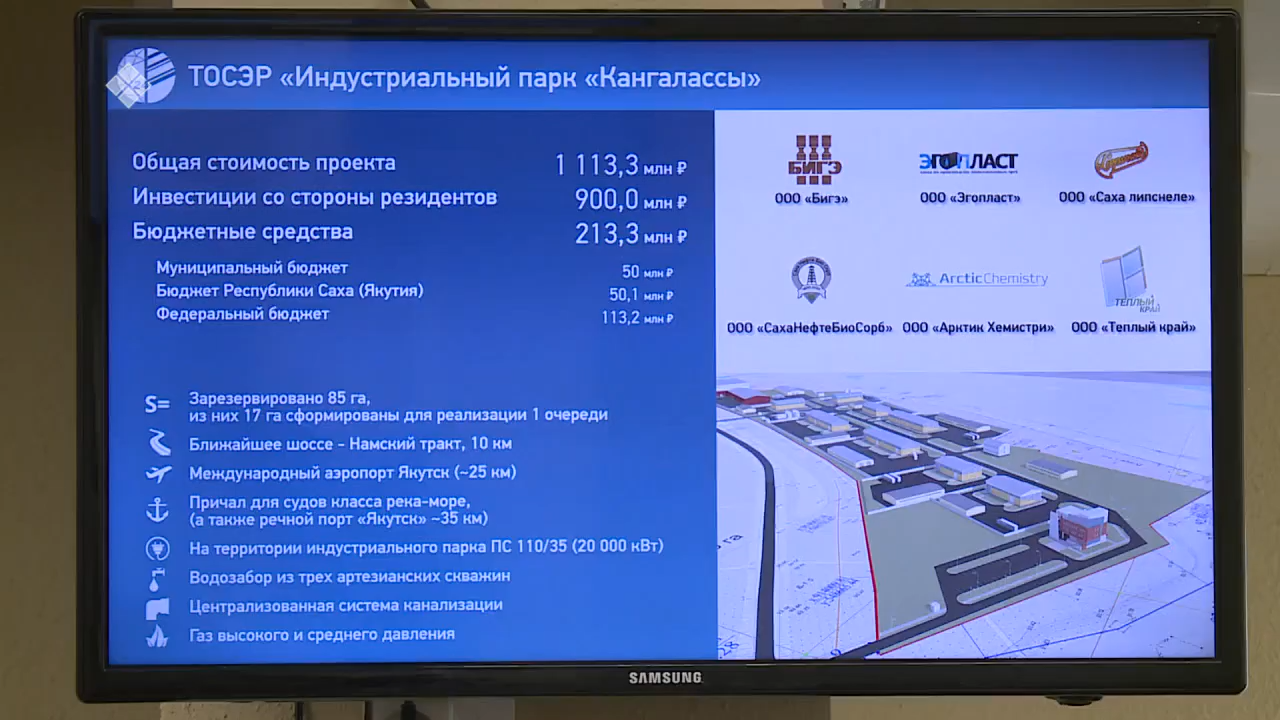 ТОСЭР «Индустриальный парк «Кангалассы»
Общая стоимость проекта 1 113,3 млн ₽
Инвестиции со стороны резидентов 900,0 млн ₽
Бюджетные средства 213,3 млн ₽
Муниципальный бюджет 50 млн ₽
Бюджет Республики Саха (Якутия) 50,1 млн ₽
Федеральный бюджет 113,2 млн ₽
S= Зарезервировано 85 га,
из них 17 га сформированы для реализации 1 очереди
Ближайшее шоссе - Намский тракт, 10 км
Международный аэропорт Якутск (~25 км)
Причал для судов класса река-море,
(а также речной порт «Якутск» ~35 км)
На территории индустриального парка ПС 110/35 (20 000 кВт)
Водозабор из трех артезианских скважин
Централизованная система канализации
Газ высокого и среднего давления
БИГЭ
ООО «Бигэ»
ЭГОПЛАСТ
ООО «Эгопласт»
ООО «Саха липснеле»
ООО «СахаНефтеБиоСорб»
ArcticChemistry
ООО «Арктик Хемистри»
ТЕПЛЫЙ
КРАЙ
ООО «Теплый край»
га
28
SAMSUNG